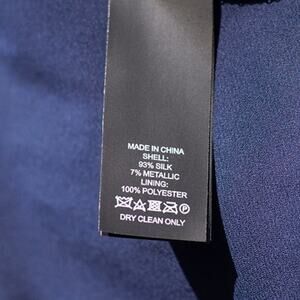 MADE IN CHINA
SHELL:
93% SILK
7% METALLIC
LINING:
100% POLYESTER
DRY CLEAN ONLY